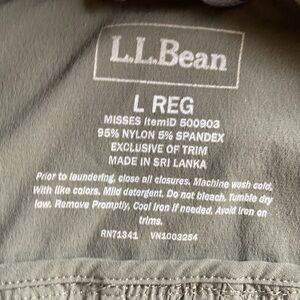 L.L.Bean
L REG
MISSES ItemID 500903
95% NYLON 5% SPANDEX
EXCLUSIVE OF TRIM
MADE IN SRI LANKA
Prior to laundering, close all closures. Machine wash cold,
With like colors. Mild detergent. Do not bleach. Tumble dry
low. Remove Promptly, Cool iron if needed. Avoid iron on
trims.
RN71341 VN1003254